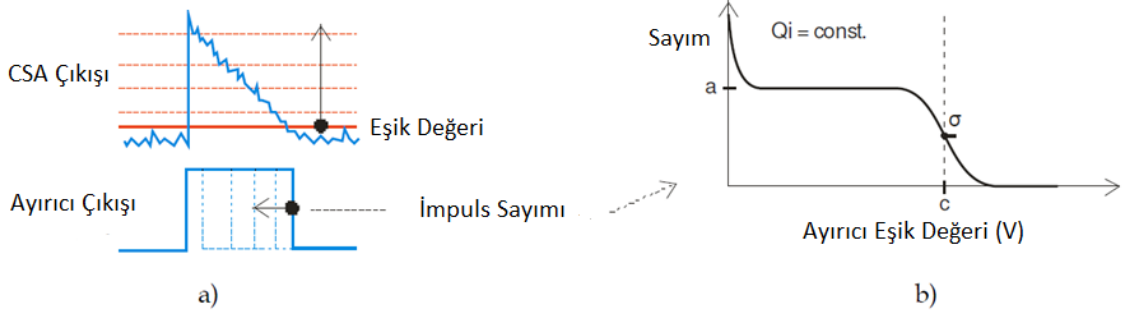 CSA Çıkışı
Eşik Değeri
Ayırıcı Çıkışı
İmpuls Sayımı
a)
Sayım
Qi = const.
a
σ
c
Ayırıcı Eşik Değeri (V)
b)